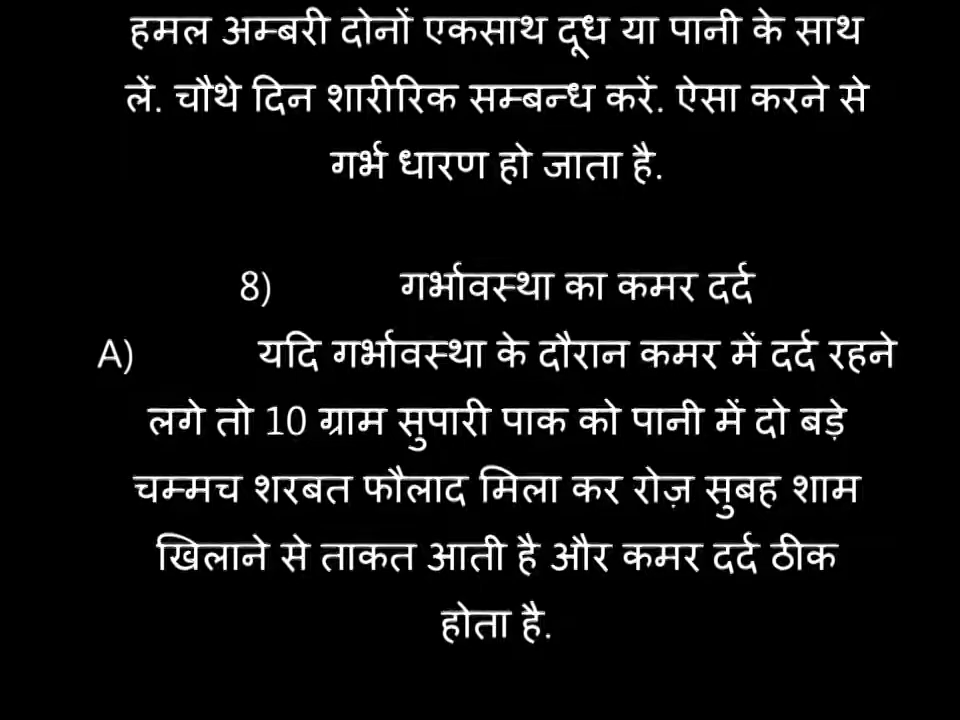 हमल अम्बरी दोनों एकसाथ दूध या पानी के साथ
लें. चौथे दिन शारीरिक सम्बन्ध करें. ऐसा करने से
गर्भ धारण हो जाता है.
8) गर्भावस्था का कमर दर्द
A) यदि गर्भावस्था के दौरान कमर में दर्द रहने
लगे तो 10 ग्राम सुपारी पाक को पानी में दो बड़े
चम्मच शरबत फौलाद मिला कर रोज़ सुबह शाम
खिलाने से ताकत आती है और कमर दर्द ठीक
होता है.